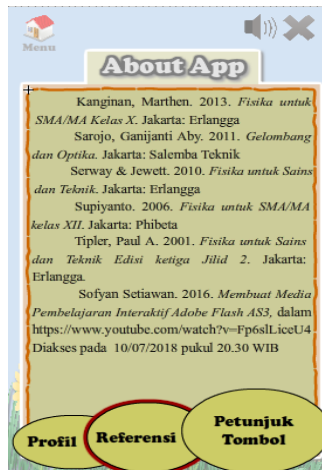 Menu
About App
Kanginan, Marthen. 2013. Fisika untuk
SMA/MA Kelas X. Jakarta: Erlangga
Sarojo, Ganijanti Aby. 2011. Gelombang
dan Optika. Jakarta: Salemba Teknik
Serway & Jewett. 2010. Fisika untuk Sains
dan Teknik. Jakarta: Erlangga
Supiyanto. 2006. Fisika untuk SMA/MA
kelas XII. Jakarta: Phibeta
Tipler, Paul A. 2001. Fisika untuk Sains
dan Teknik Edisi ketiga Jilid 2. Jakarta:
Erlangga.
Sofyan Setiawan. 2016. Membuat Media
Pembelajaran Interaktif Adobe Flash AS3, dalam
https://www.youtube.com/watch?v=Fp6slLiceU4
Diakses pada 10/07/2018 pukul 20.30 WIB
Profil
Referensi
Petunjuk
Tombol